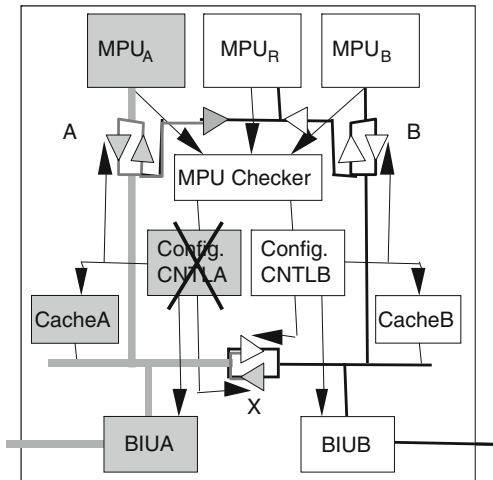 MPUA MPUR MPUB
A B
MPU Checker
Config. Config.
CNTLA CNTLB
CacheA CacheB
X
BIUA BIUB